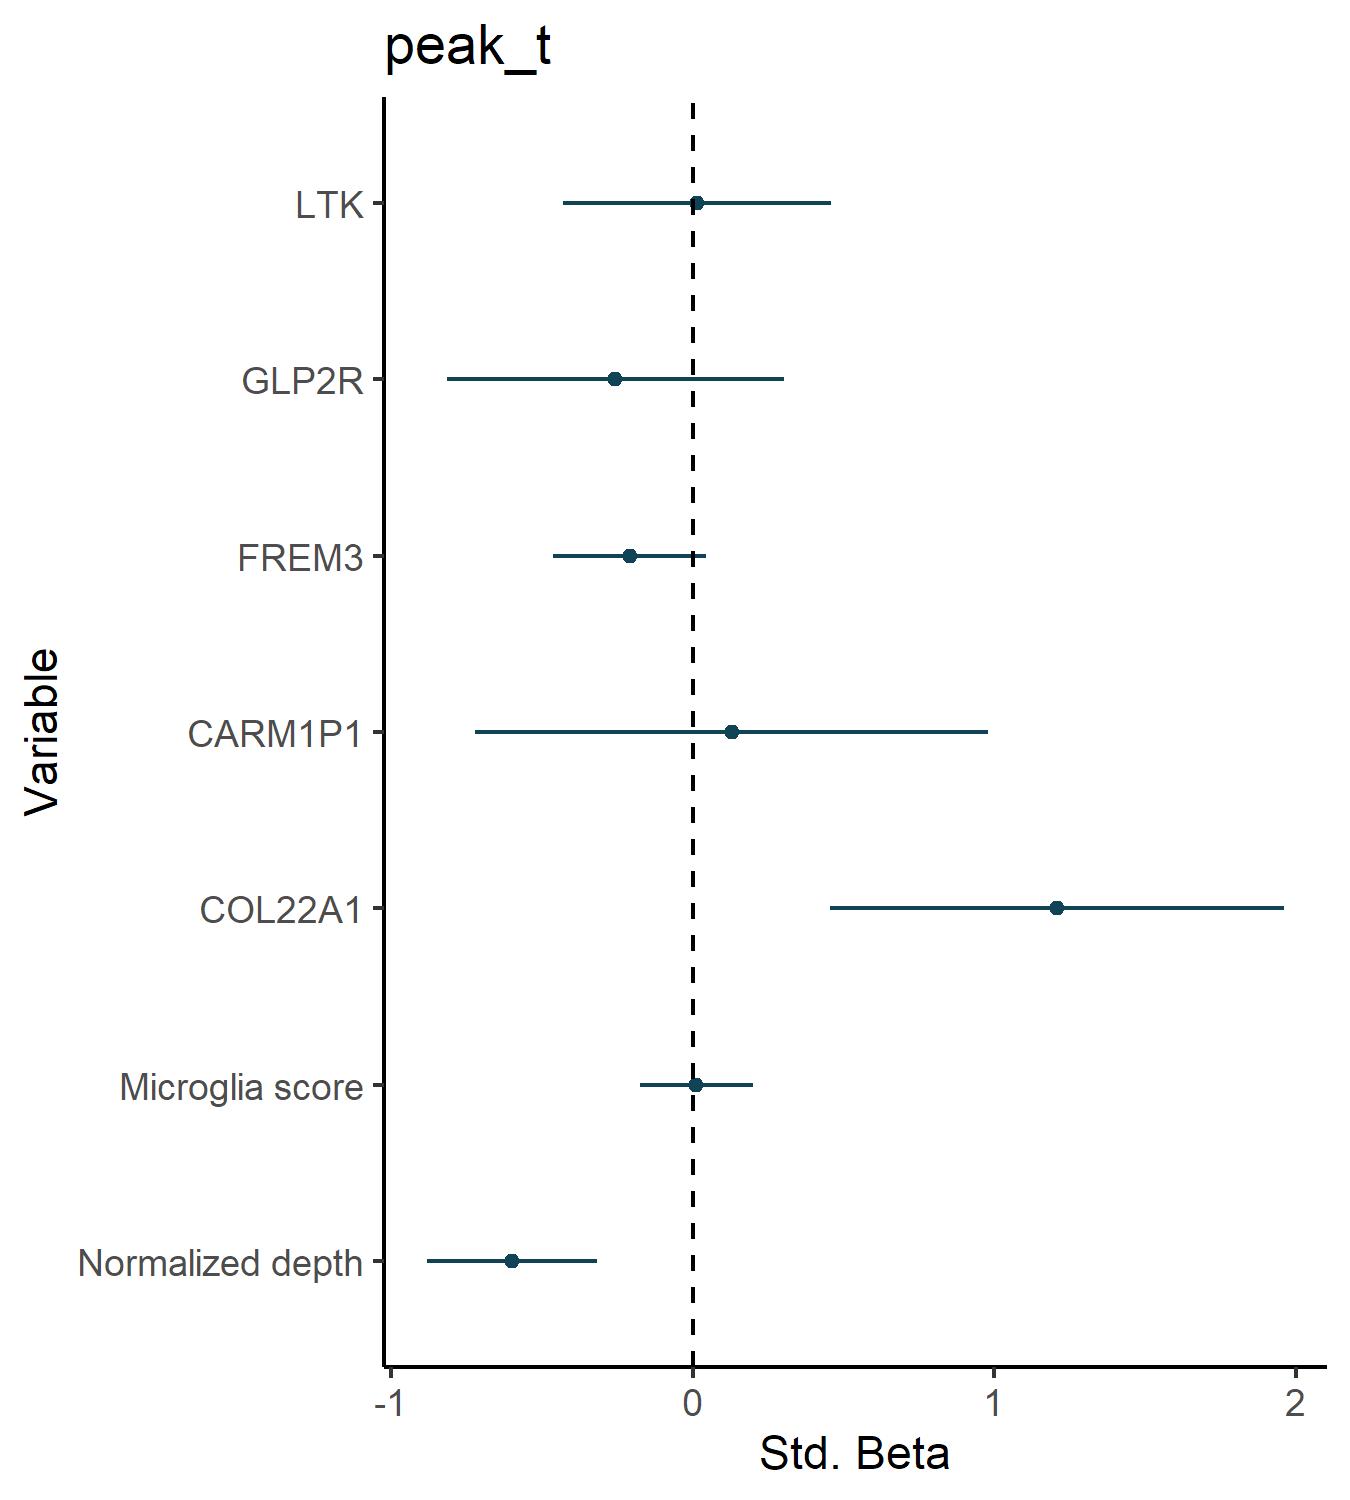 peak_t
LTK
GLP2R
FREM3
CARM1P1
COL22A1
Microglia score
Normalized depth
Variable
-1 0 1 2
Std. Beta